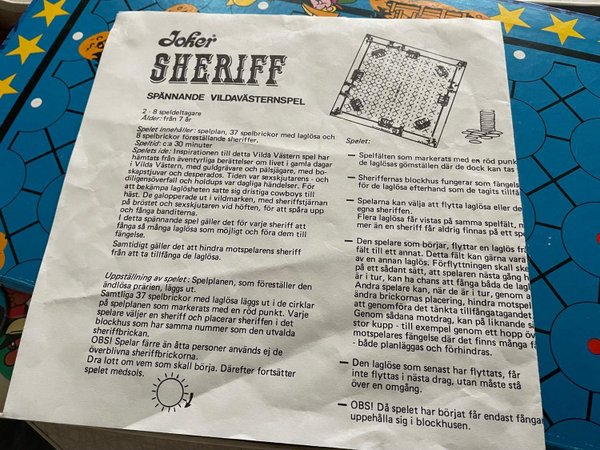 Joker
SHERIFF
SPÄNNANDE VILDAVÄSTERNSPEL
2 - 8 speldeltagare
Ålder: från 7 år
Spelet innehåller: spelplan, 37 spelbrickor med laglösa och
8 spelbrickor föreställande sheriffer.
Speltid: c:a 30 minuter
Spelets ide: Inspirationen till detta Vilda Västern spel har
hämtats från äventyrliga berättelser om livet i gamla dagar
i Vilda Västern, med guldgrävare och pälsjägare, med bo-
skapstjuvar och desperados. Tiden var sexskjutarens - och
diligensöverfall och holdups var dagliga händelser. För
att bekämpa laglösheten satte sig dristiga cowboys till
häst. De galopperade ut i vildmarken, med sheriffstjärnan
på bröstet och sexskjutaren vid höften, för att spåra upp
och fånga banditerna.
I detta spännande spel gäller det för varje sheriff att
fånga så många laglösa som möjligt och föra dem till
fängelse.
Samtidigt gäller det att hindra motspelarens sheriff
från att ta tillfånga de laglösa.
Uppställning av spelet: Spelplanen, som föreställer den
ändlösa prärien, läggs ut.
Samtliga 37 spelbrickor med laglösa läggs ut i de cirklar
på spelplanen som markerats med en röd punkt. Varje
spelare väljer en sheriff och placerar sheriffen i det
blockhus som har samma nummer som den utvalda
sheriffbrickan.
OBS! Spelar färre än åtta personer används ej de
överblivna sheriffbrickorna.
Dra lott om vem som skall börja. Därefter fortsätter
spelet medsols.
Spelet:
— Spelfälten som markerats med en röd punkt
de laglösas gömställen där de dock kan tas
— Sheriffernas blockhus fungerar som fängels
för de laglösa efterhand som de tagits tillfå
— Spelarna kan välja att flytta laglösa eller de
egna sheriffen.
Flera laglösa får vistas på samma spelfält, m
mer än en sheriff får aldrig finnas på ett spe
— Den spelare som börjar, flyttar en laglös frå
fält till ett annat. Detta fält kan gärna vara
av en annan laglös. Förflyttningen skall ske
på ett sådant sätt, att spelaren nästa gång h
är i tur, kan ha chans att fånga båda de lagl
Andra spelare kan, när de är i tur, genom a
ändra brickornas placering, hindra motspel
att genomföra det tänkta tillfångatagandet.
Genom sådana motdrag, kan på liknande sä
stor kupp - till exempel genom ett hopp öv
motspelares fängelse där det finns många f
- både planläggas och förhindras.
— Den laglöse som senast har flyttats, får
inte flyttas i nästa drag, utan måste stå
över en omgång.
— OBS! Då spelet har börjat får endast fångar
uppehålla sig i blockhusen.